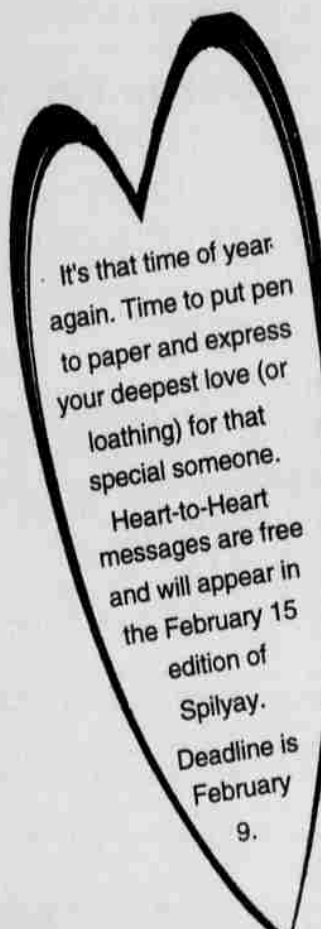 It's that time of year
again. Time to put pen
to paper and express
your deepest love (or
loathing) for that
special someone.
Heart-to-Heart
messages are free
and will appear in
the February 15
edition of
Spilyay.
Deadline is
February
9.